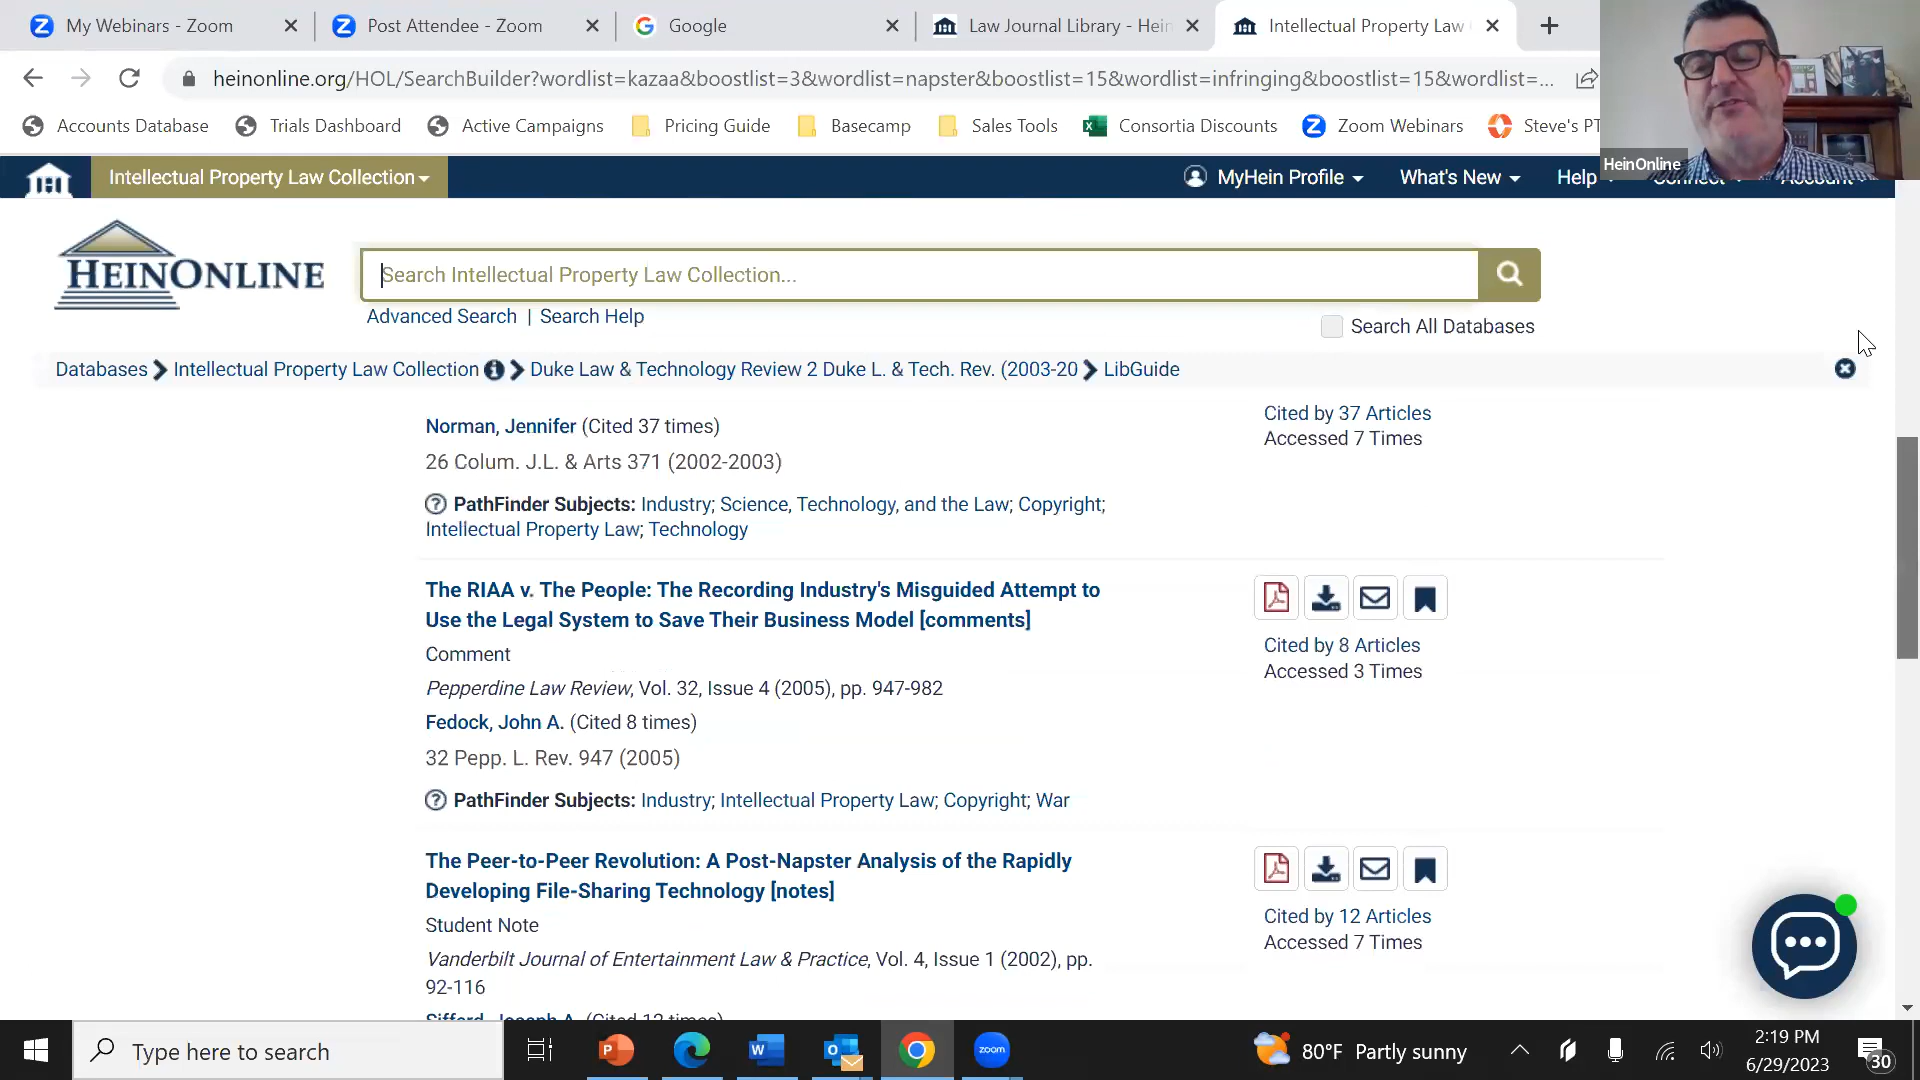 My Webinars - Zoom
Post Attendee - Zoom
Google
Law Journal Library - Hein
Intellectual Property Law
heinonline.org/HOL/SearchBuilder?wordlist=kazaa&boostlist=3&wordlist=napster&boostlist=15&wordlist=infringing&boostlist=15&wordlist=...
Accounts Database
Trials Dashboard
Active Campaigns
Pricing Guide
Basecamp
Sales Tools
Consortia Discounts
Zoom Webinars
Steve's PT
HeinOnline
Intellectual Property Law Collection
MyHein Profile
What's New
Help
Connect
Account
HEINONLINE
Search Intellectual Property Law Collection...
Advanced Search | Search Help
Search All Databases
Databases
Intellectual Property Law Collection
Duke Law & Technology Review 2 Duke L. & Tech. Rev. (2003-20
LibGuide
Norman, Jennifer (Cited 37 times)
26 Colum. J.L. & Arts 371 (2002-2003)
PathFinder Subjects: Industry; Science, Technology, and the Law; Copyright;
Intellectual Property Law; Technology
Cited by 37 Articles
Accessed 7 Times
The RIAA v. The People: The Recording Industry's Misguided Attempt to
Use the Legal System to Save Their Business Model [comments]
Comment
Pepperdine Law Review, Vol. 32, Issue 4 (2005), pp. 947-982
Fedock, John A. (Cited 8 times)
32 Pepp. L. Rev. 947 (2005)
PathFinder Subjects: Industry; Intellectual Property Law; Copyright; War
Cited by 8 Articles
Accessed 3 Times
The Peer-to-Peer Revolution: A Post-Napster Analysis of the Rapidly
Developing File-Sharing Technology [notes]
Student Note
Vanderbilt Journal of Entertainment Law & Practice, Vol. 4, Issue 1 (2002), pp.
92-116
Sifferd, Joseph A. (Cited 12 times)
Cited by 12 Articles
Accessed 7 Times
Type here to search
zoom
80°F Partly sunny
2:19 PM
6/29/2023
30